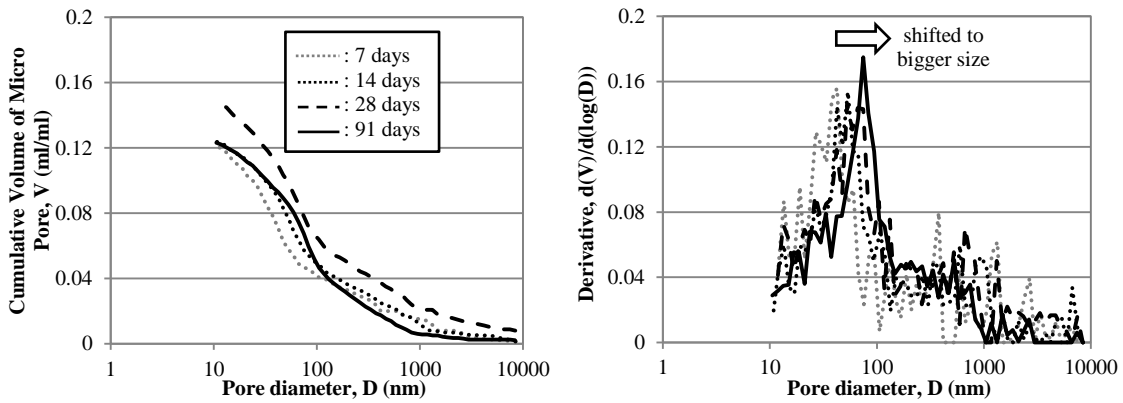 0.2
0.16
0.12
0.08
0.04
0
1
10
100
1000
10000
Cumulative Volume of Micro
Pore, V (ml/ml)
Pore diameter, D (nm)
: 7 days
: 14 days
: 28 days
: 91 days
0.2
0.16
0.12
0.08
0.04
0
1
10
100
1000
10000
Derivative, d(V)/d(log(D))
Pore diameter, D (nm)
shifted to
bigger size